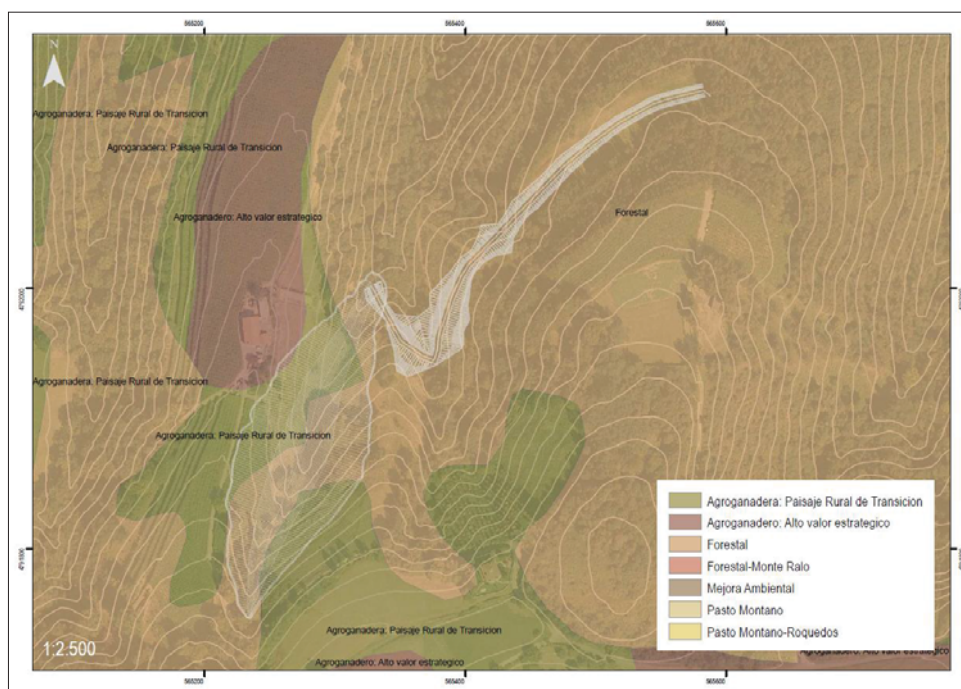 565200
565400
565600
N
Agroganadera: Paisaje Rural de Transicion
Agroganadera: Paisaje Rural de Transicion
Agroganadero: Alto valor estrategico
Forestal
Agroganadera: Paisaje Rural de Transicion
Agroganadera: Paisaje Rural de Transicion
Agroganadera: Paisaje Rural de Transicion
Agroganadero: Alto valor estrategico
Agroganadero: Alto valor estrategico
Agroganadera: Paisaje Rural de Transicion
Agroganadero: Alto valor estrategico
Forestal
Forestal-Monte Ralo
Mejora Ambiental
Pasto Montano
Pasto Montano-Roquedos
1:2.500
565200
565400
565600